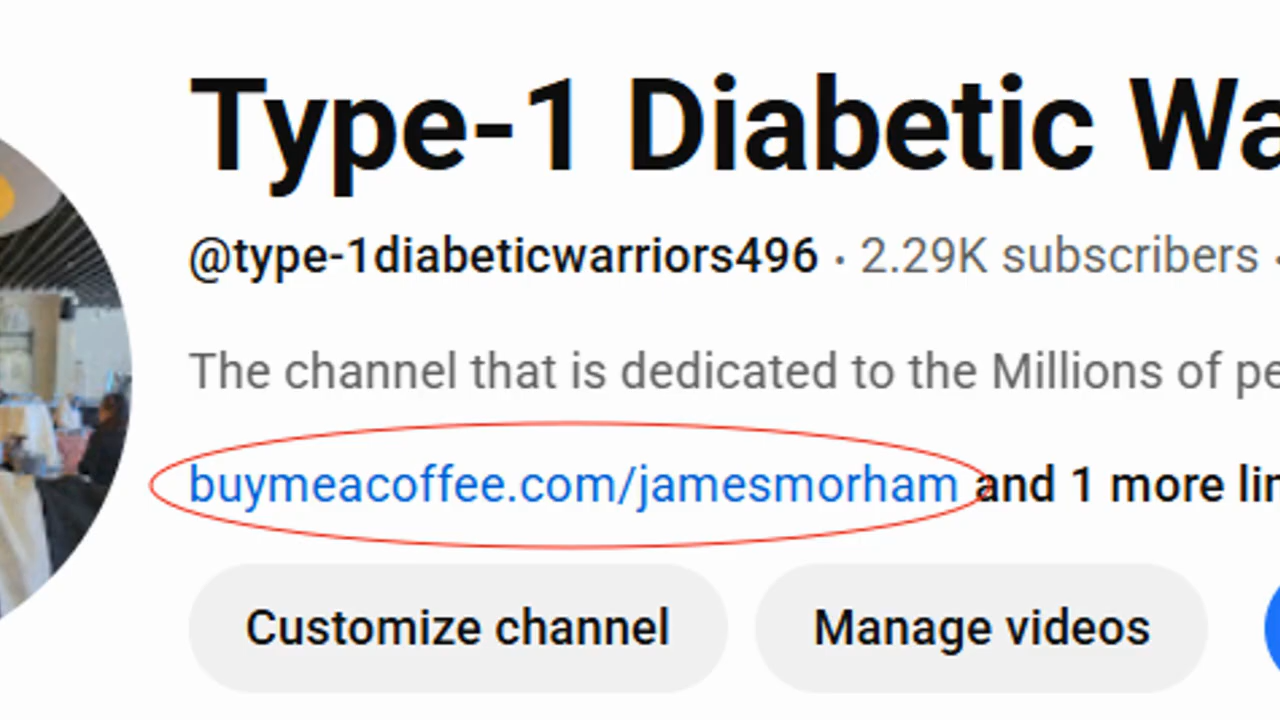 Type-1 Diabetic Wa
@type-1diabeticwarriors496 · 2.29K subscribers
The channel that is dedicated to the Millions of pe
buymeacoffee.com/jamesmorham and 1 more lin
Customize channel Manage videos